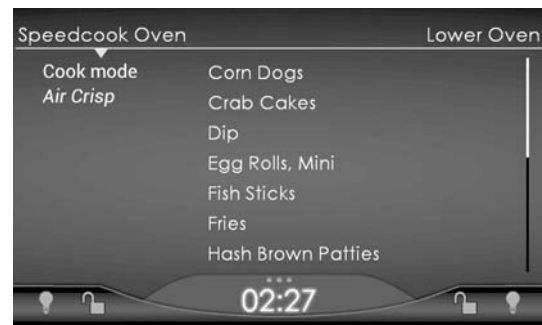 Speedcook Oven
Lower Oven
Cook mode
Air Crisp
Corn Dogs
Crab Cakes
Dip
Egg Rolls, Mini
Fish Sticks
Fries
Hash Brown Patties
02:27